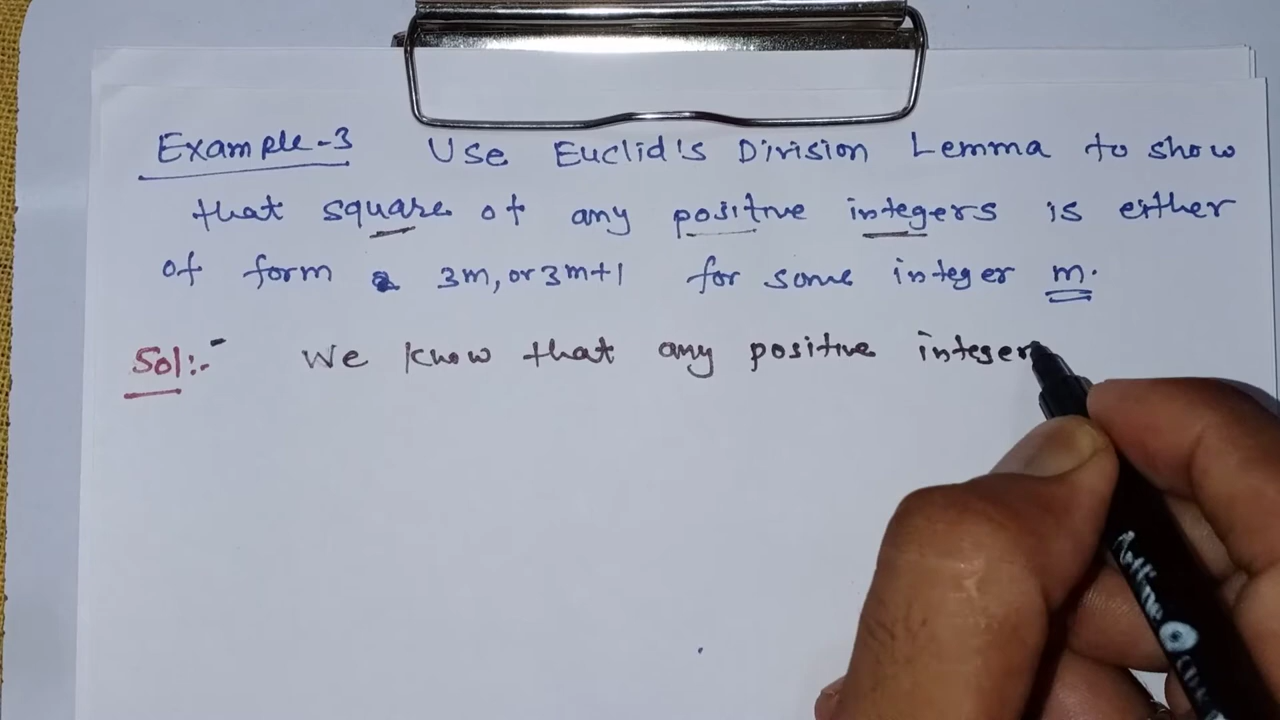 Example-3 Use Euclid's Division Lemma to show
that square of any positive integers is either
of form 3m, or 3m+1 for some integer m.
Sol:- We know that any positive integer
Artline